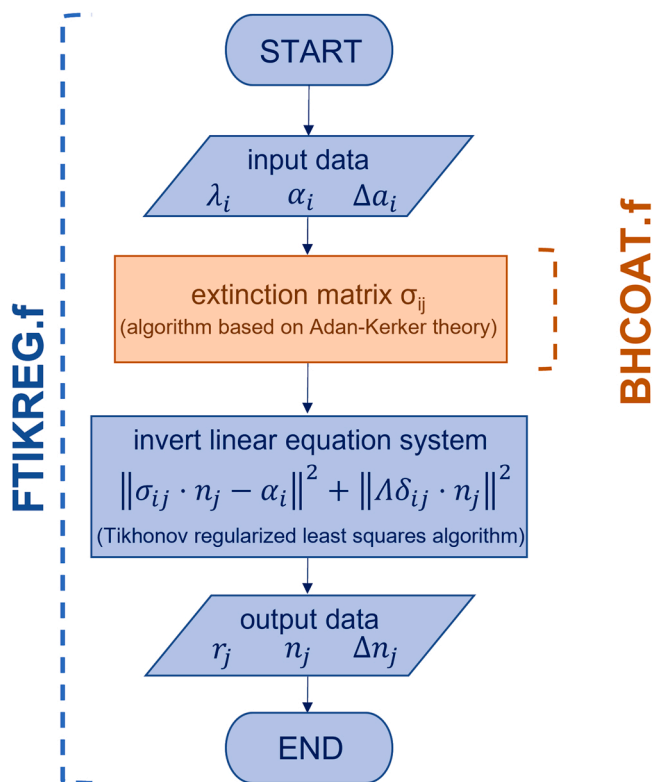 START
input data
λ_i α_i Δa_i
extinction matrix σ_ij
(algorithm based on Adan-Kerker theory)
BHCOAT.f
FTIKREG.f
invert linear equation system
‖σ_ij · n_j − α_i‖² + ‖Λδ_ij · n_j‖²
(Tikhonov regularized least squares algorithm)
output data
r_j n_j Δn_j
END